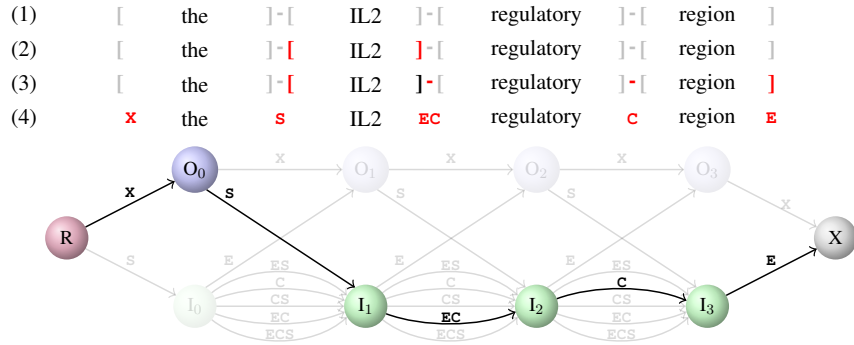 (1) [ the ]-[ IL2 ]-[ regulatory ]-[ region ]
(2) [ the ]-[ IL2 ]-[ regulatory ]-[ region ]
(3) [ the ]-[ IL2 ]-[ regulatory ]-[ region ]
(4) X the S IL2 EC regulatory C region E
X X X
O0 O1 O2 O3
X S S S X
R X
S E E E E
ES ES ES
C C C
CS CS CS
I0 I1 I2 I3
EC EC EC
ECS ECS ECS